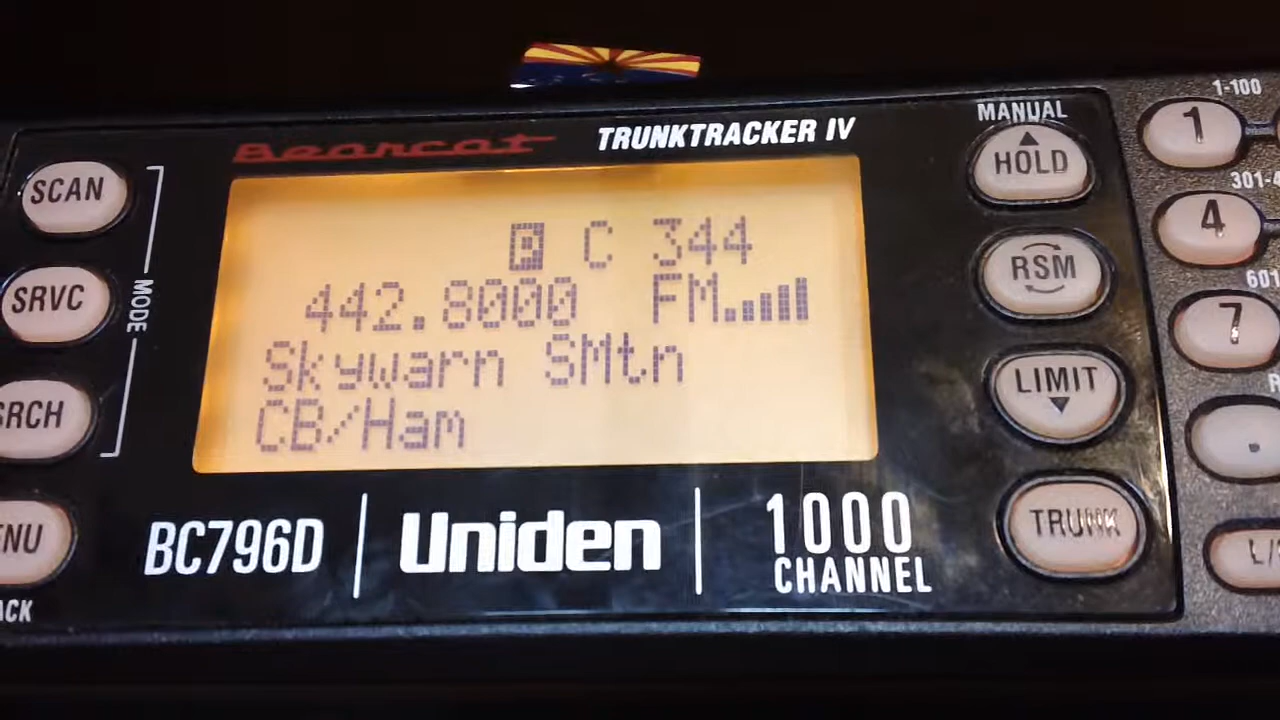 1-100
MANUAL
Bearcat TRUNKTRACKER IV
1
HOLD
SCAN
4
C 344
442.8000 FM
RSM
SRVC
MODE
7
Skywarn SMtn
LIMIT
CB/Ham
TRUNK
BC796D Uniden 1000
CHANNEL